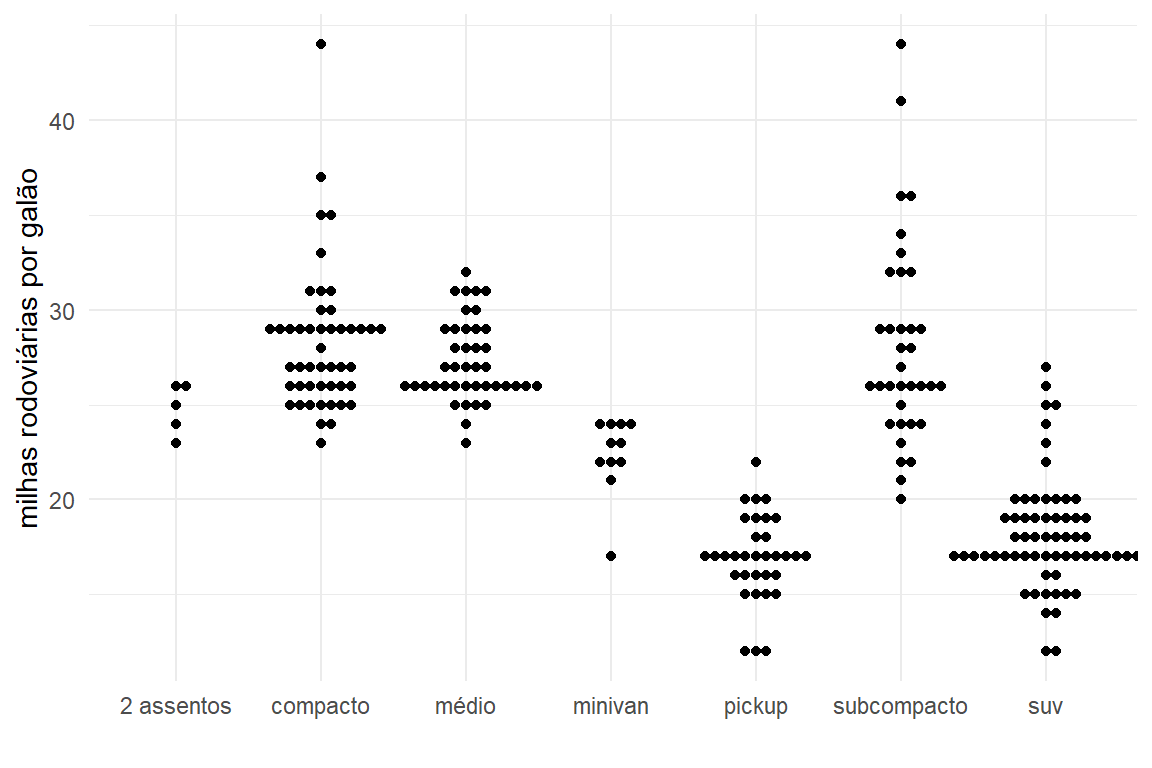 milhas rodoviárias por galão
40
30
20
2 assentos compacto médio minivan pickup subcompacto suv